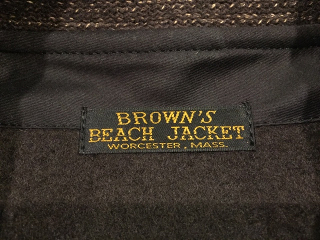 BROWN'S
BEACH JACKET
WORCESTER, MASS.